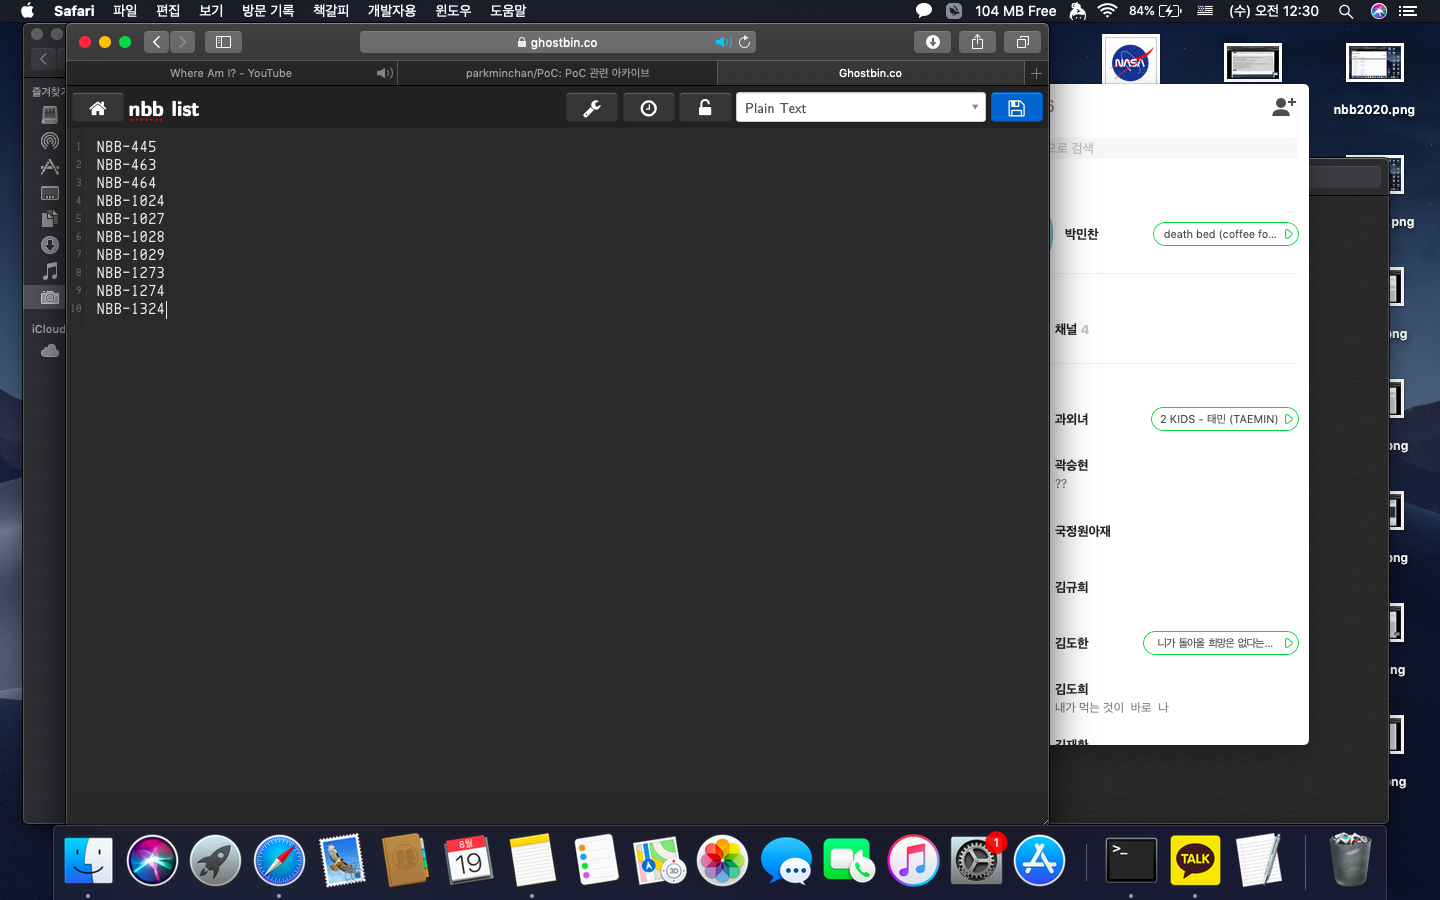 Safari 파일 편집 보기 방문 기록 책갈피 개발자용 윈도우 도움말 104 MB Free 84% (수) 오전 12:30
ghostbin.co
Where Am I? - YouTube
parkminchan/PoC: PoC 관련 아카이브
Ghostbin.co
nbb list
Plain Text
1 NBB-445
2 NBB-463
3 NBB-464
4 NBB-1024
5 NBB-1027
6 NBB-1028
7 NBB-1029
8 NBB-1273
9 NBB-1274
10 NBB-1324
즐겨찾기
iCloud
NASA
nbb2020.png
png
png
png
png
png
png
6
으로 검색
박민찬
death bed (coffee fo...
채널 4
과외녀
2 KIDS - 태민 (TAEMIN)
곽승현
??
국정원아재
김규희
김도한
니가 돌아올 희망은 없다는...
김도희
내가 먹는 것이 바로 나
8월
19
3D
1
>_
TALK